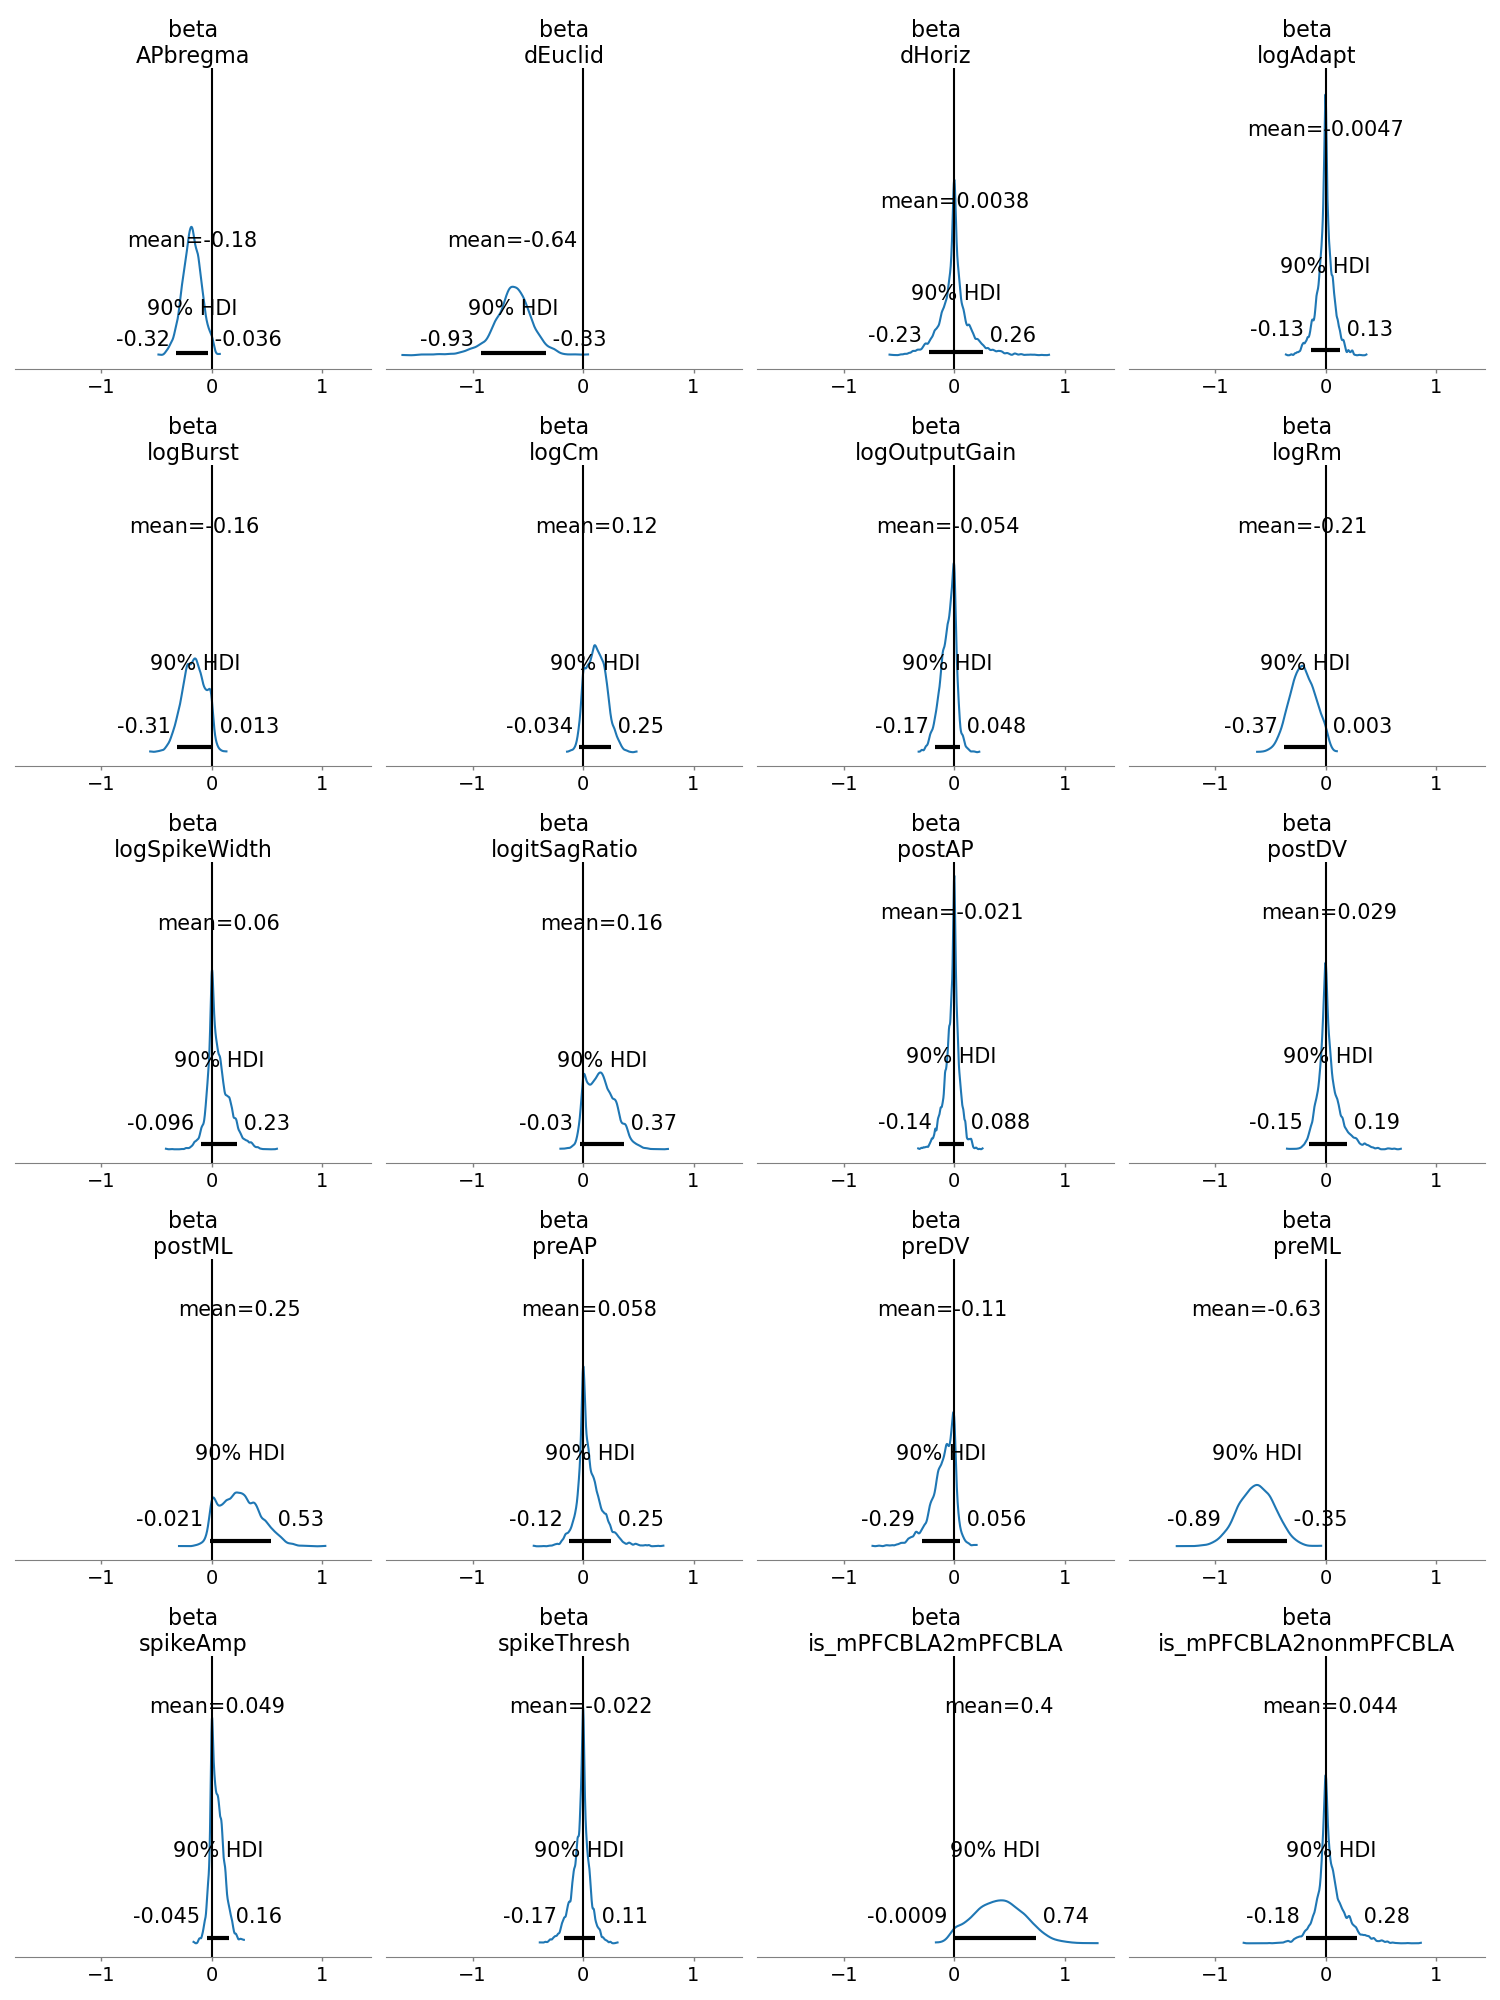 beta
APbregma
mean=-0.18
90% HDI
-0.32
-0.036
−1
0
1
beta
dEuclid
mean=-0.64
90% HDI
-0.93
-0.33
−1
0
1
beta
dHoriz
mean=0.0038
90% HDI
-0.23
0.26
−1
0
1
beta
logAdapt
mean=-0.0047
90% HDI
-0.13
0.13
−1
0
1
beta
logBurst
mean=-0.16
90% HDI
-0.31
0.013
−1
0
1
beta
logCm
mean=0.12
90% HDI
-0.034
0.25
−1
0
1
beta
logOutputGain
mean=-0.054
90% HDI
-0.17
0.048
−1
0
1
beta
logRm
mean=-0.21
90% HDI
-0.37
0.003
−1
0
1
beta
logSpikeWidth
mean=0.06
90% HDI
-0.096
0.23
−1
0
1
beta
logitSagRatio
mean=0.16
90% HDI
-0.03
0.37
−1
0
1
beta
postAP
mean=-0.021
90% HDI
-0.14
0.088
−1
0
1
beta
postDV
mean=0.029
90% HDI
-0.15
0.19
−1
0
1
beta
postML
mean=0.25
90% HDI
-0.021
0.53
−1
0
1
beta
preAP
mean=0.058
90% HDI
-0.12
0.25
−1
0
1
beta
preDV
mean=-0.11
90% HDI
-0.29
0.056
−1
0
1
beta
preML
mean=-0.63
90% HDI
-0.89
-0.35
−1
0
1
beta
spikeAmp
mean=0.049
90% HDI
-0.045
0.16
−1
0
1
beta
spikeThresh
mean=-0.022
90% HDI
-0.17
0.11
−1
0
1
beta
is_mPFCBLA2mPFCBLA
mean=0.4
90% HDI
-0.0009
0.74
−1
0
1
beta
is_mPFCBLA2nonmPFCBLA
mean=0.044
90% HDI
-0.18
0.28
−1
0
1